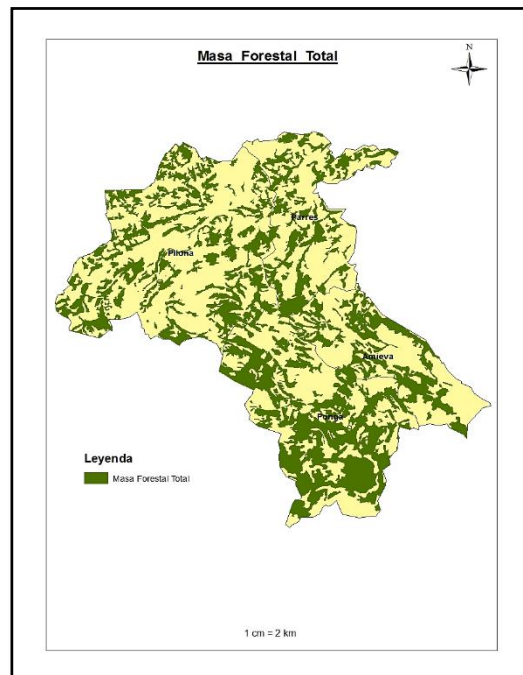 Masa Forestal Total
N
Parres
Piloña
Amieva
Ponga
Leyenda
Masa Forestal Total
1 cm = 2 km